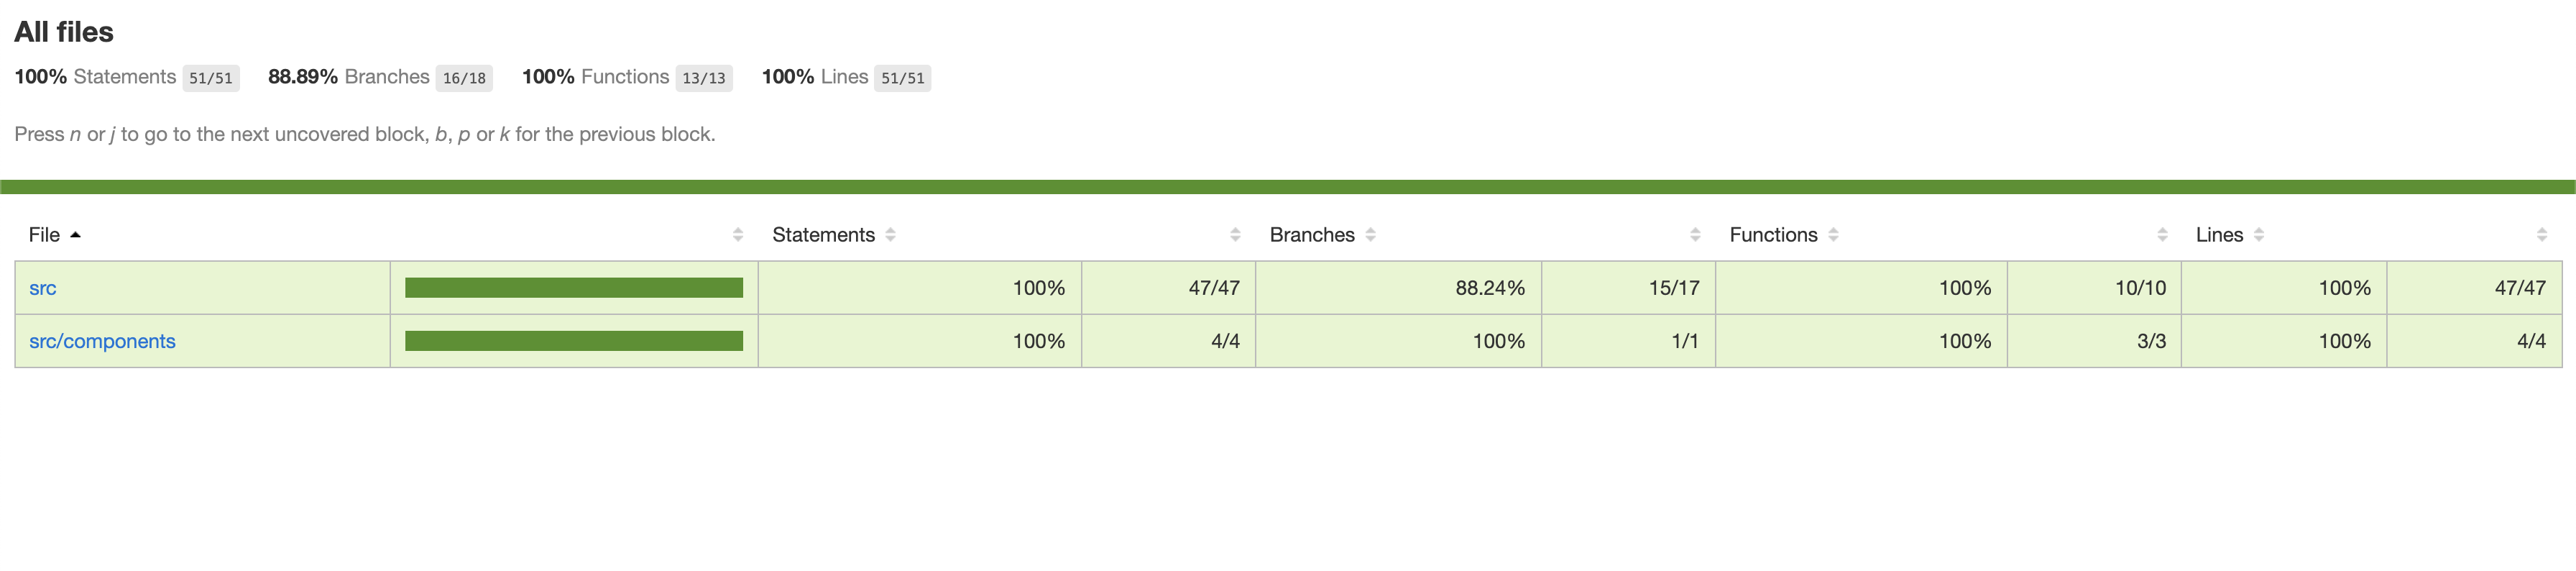 All files
100% Statements 51/51 88.89% Branches 16/18 100% Functions 13/13 100% Lines 51/51
Press n or j to go to the next uncovered block, b, p or k for the previous block.
File Statements Branches Functions Lines
src 100% 47/47 88.24% 15/17 100% 10/10 100% 47/47
src/components 100% 4/4 100% 1/1 100% 3/3 100% 4/4